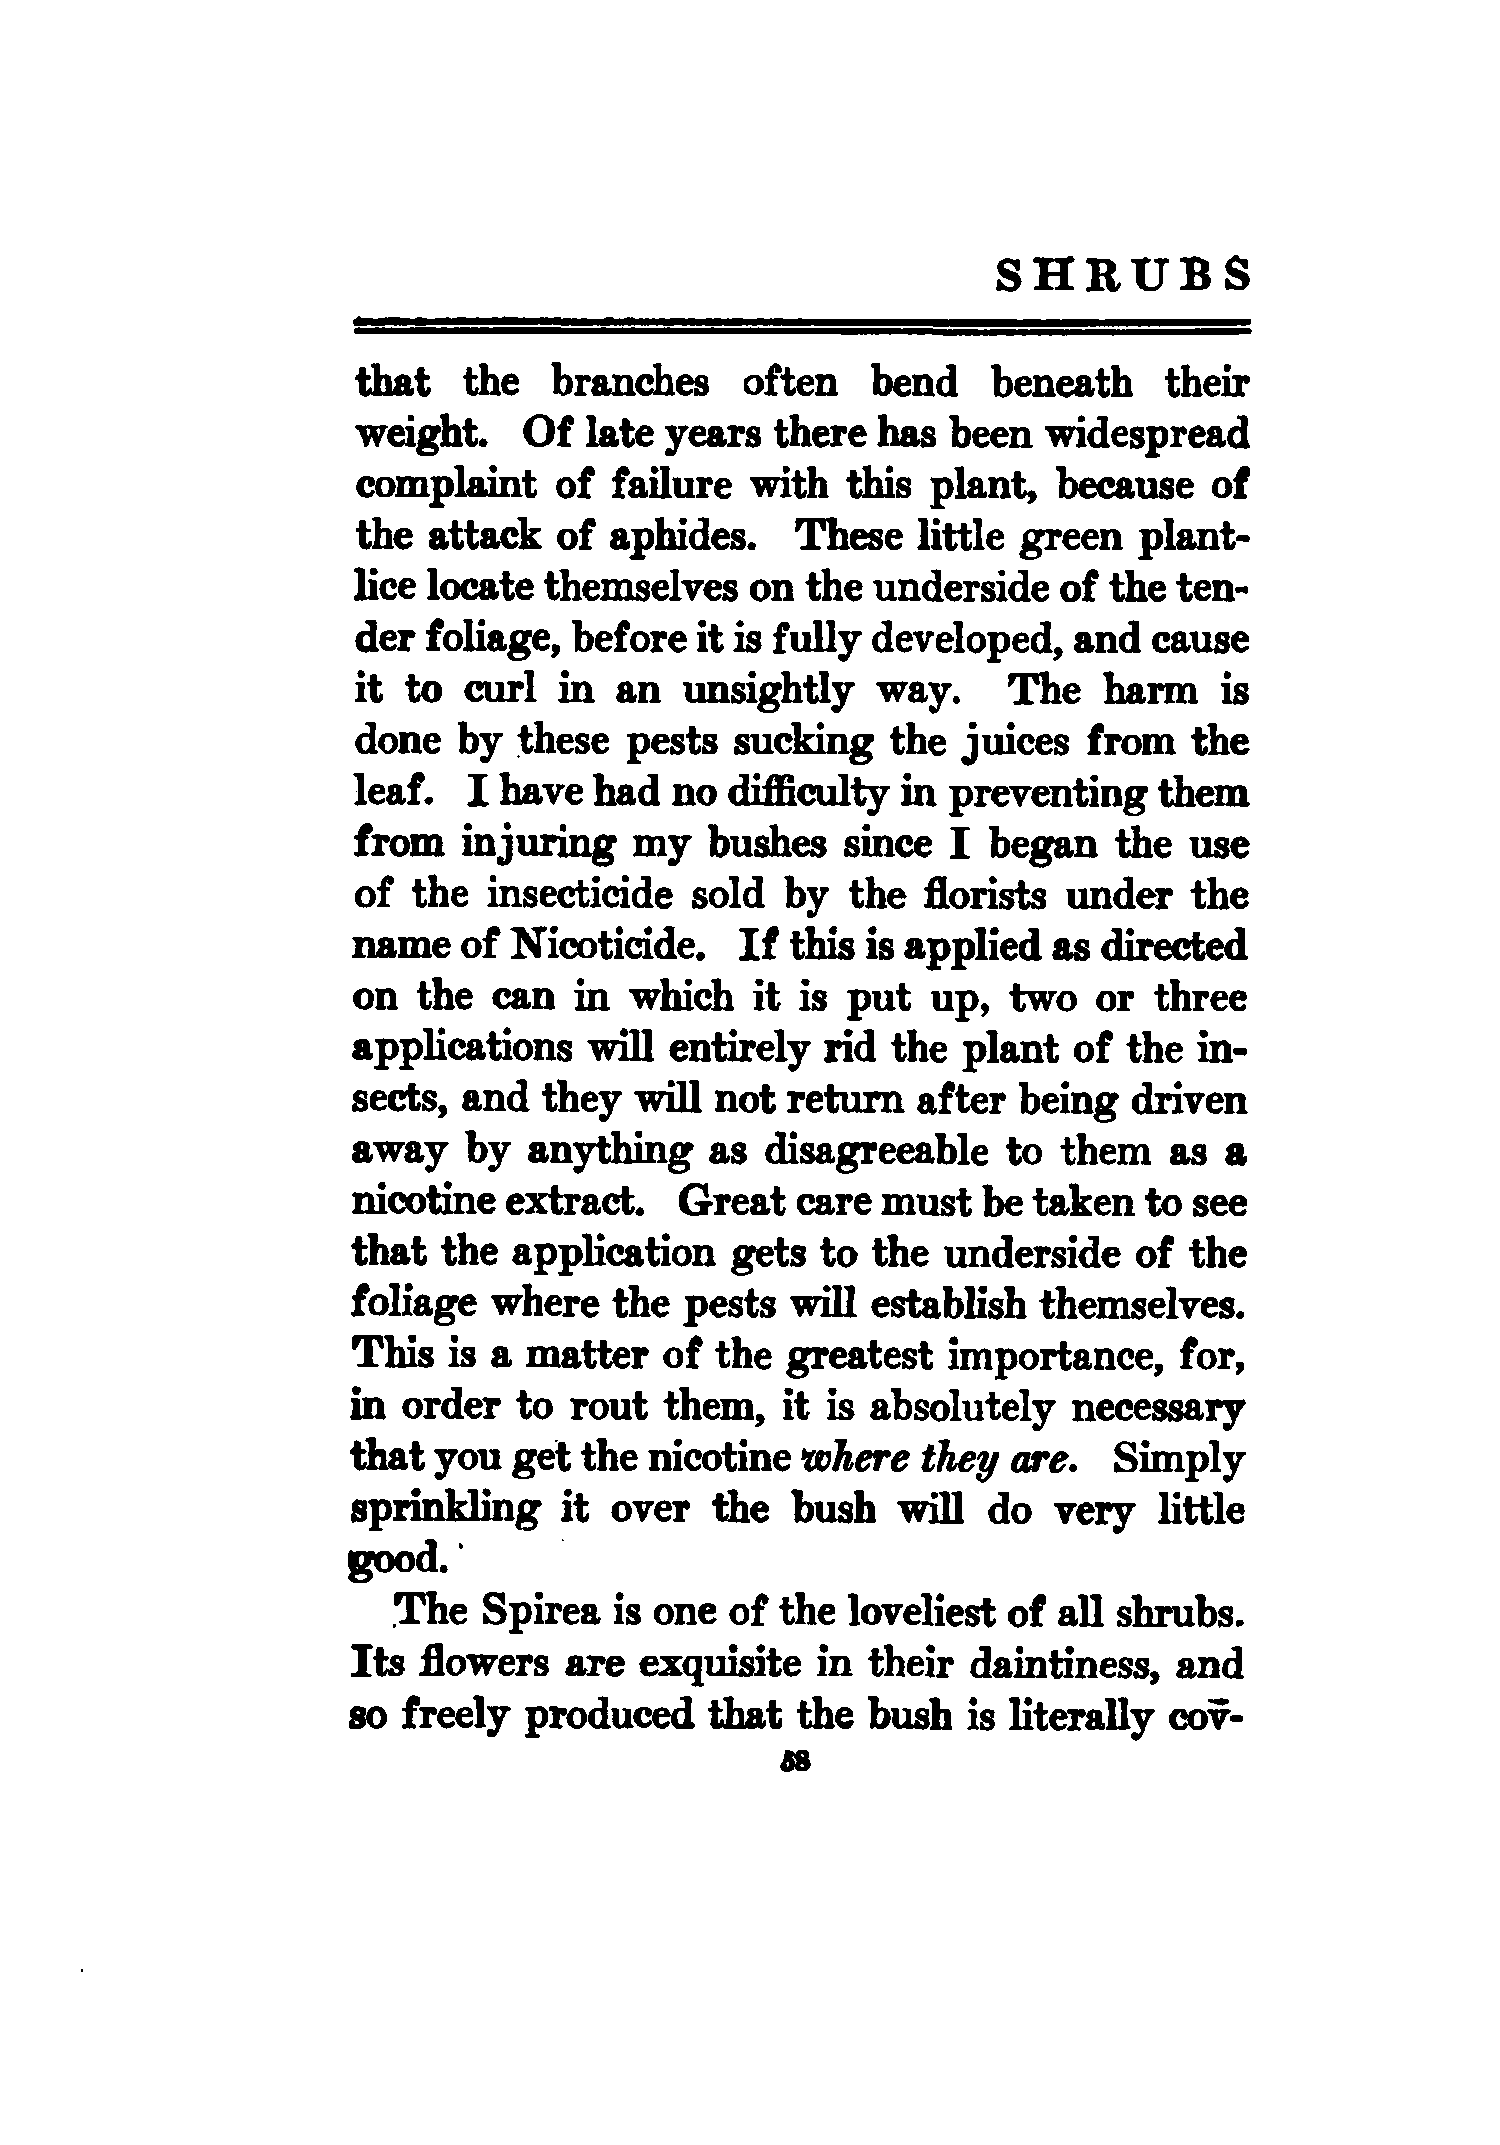 SHRUBS
that the branches often bend beneath their
weight. Of late years there has been widespread
complaint of failure with this plant, because of
the attack of aphides. These little green plant-
lice locate themselves on the underside of the ten-
der foliage, before it is fully developed, and cause
it to curl in an unsightly way. The harm is
done by these pests sucking the juices from the
leaf. I have had no difficulty in preventing them
from injuring my bushes since I began the use
of the insecticide sold by the florists under the
name of Nicoticide. If this is applied as directed
on the can in which it is put up, two or three
applications will entirely rid the plant of the in-
sects, and they will not return after being driven
away by anything as disagreeable to them as a
nicotine extract. Great care must be taken to see
that the application gets to the underside of the
foliage where the pests will establish themselves.
This is a matter of the greatest importance, for,
in order to rout them, it is absolutely necessary
that you get the nicotine where they are. Simply
sprinkling it over the bush will do very little
good.
The Spirea is one of the loveliest of all shrubs.
Its flowers are exquisite in their daintiness, and
so freely produced that the bush is literally cov-
58